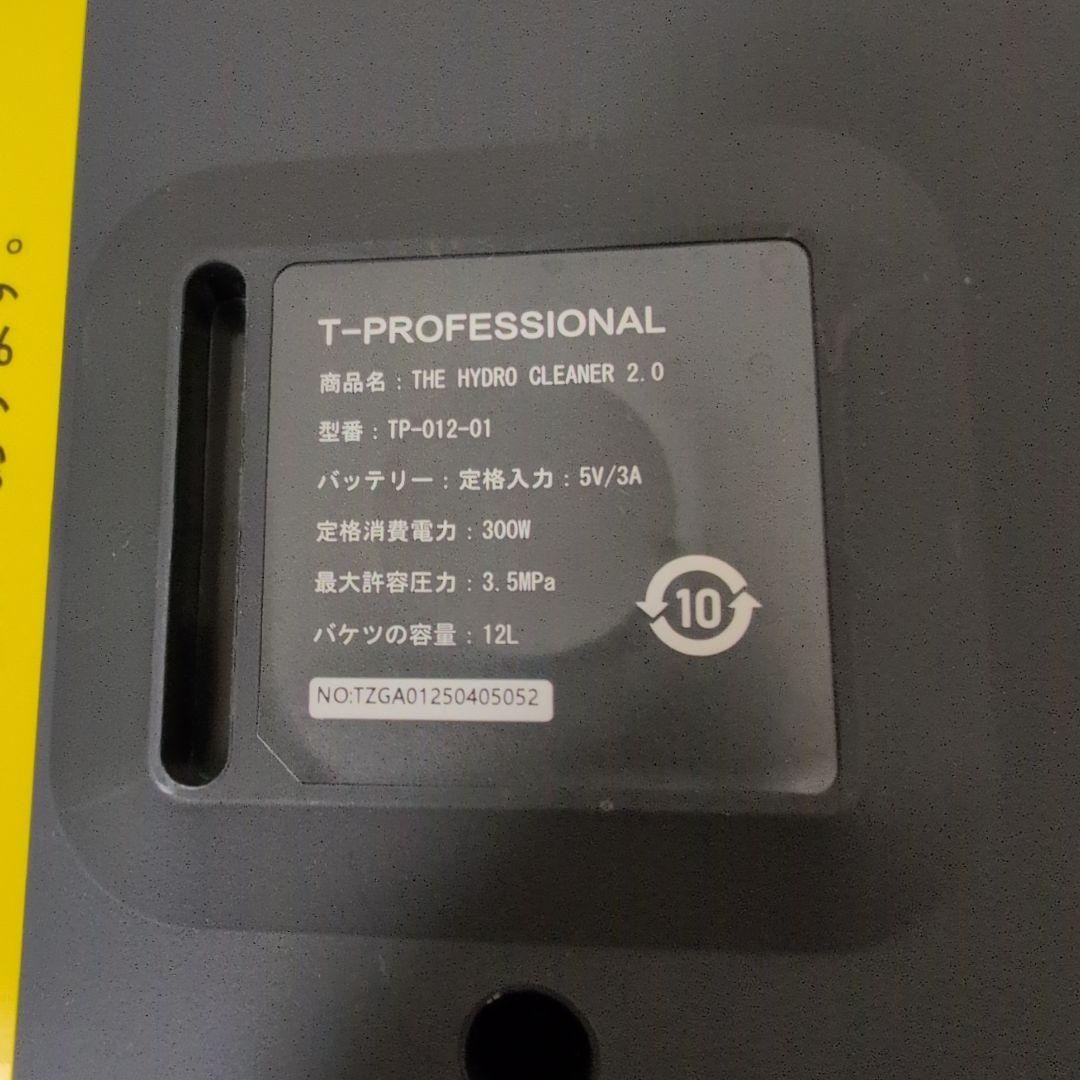 T-PROFESSIONAL
商品名：THE HYDRO CLEANER 2.0
型番：TP-012-01
バッテリー：定格入力：5V/3A
定格消費電力：300W
最大許容圧力：3.5MPa
バケツの容量：12L
10
NO:TZGA01250405052